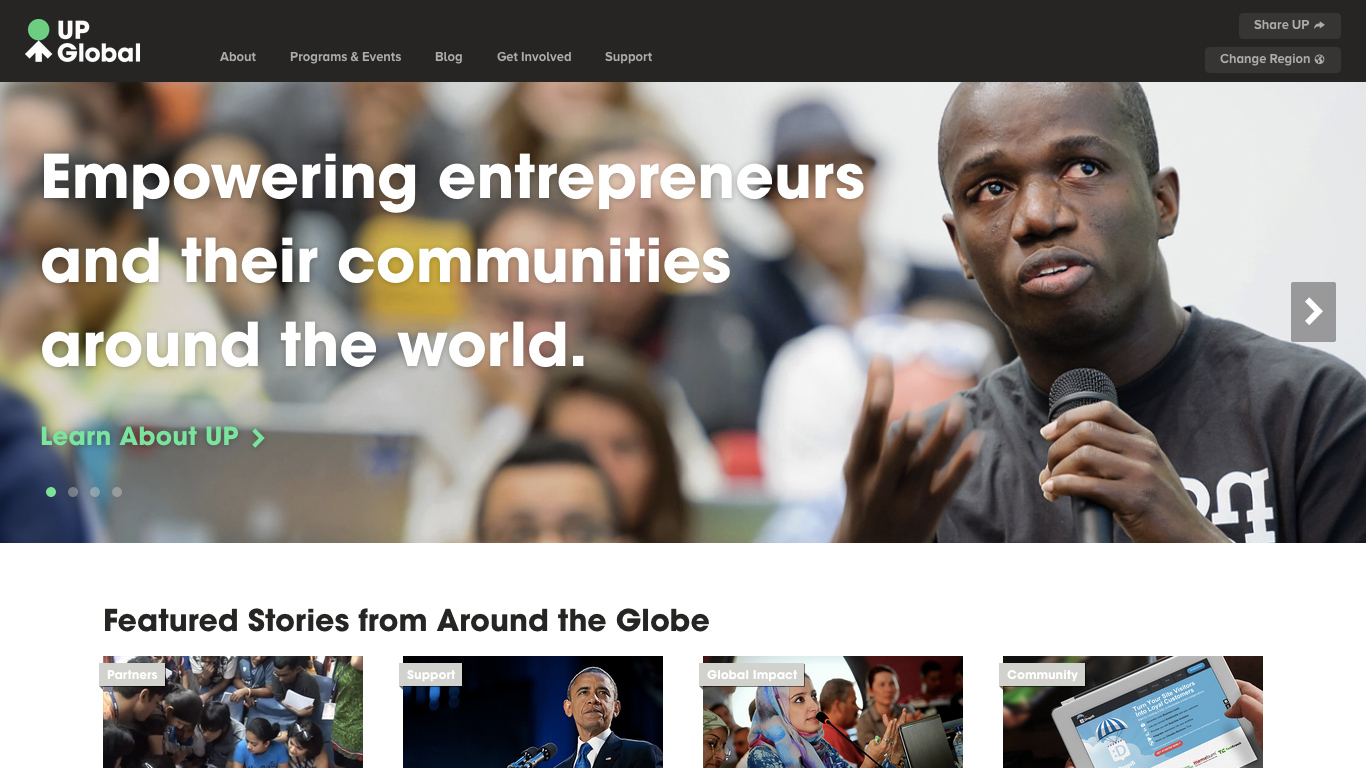 UP
Global
About
Programs & Events
Blog
Get Involved
Support
Share UP
Change Region
Empowering entrepreneurs
and their communities
around the world.
Learn About UP
Featured Stories from Around the Globe
Partners
Support
Global Impact
Community
Turn Your Site Visitors
Into Loyal Customers